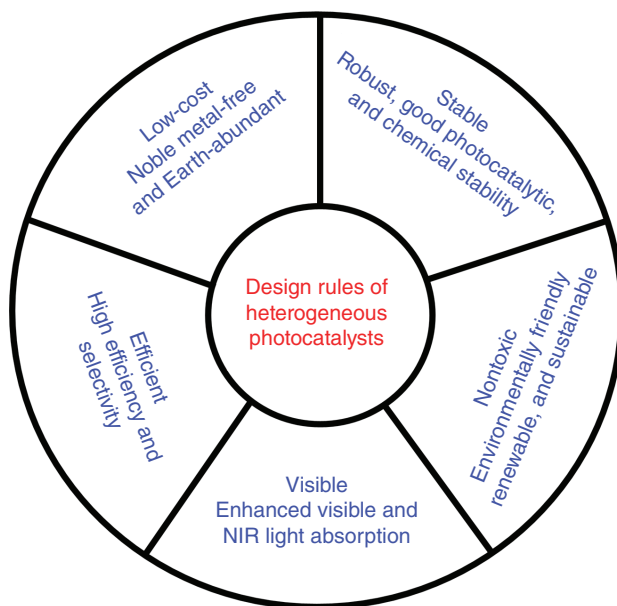 Design rules of
heterogeneous
photocatalysts
Low-cost
Noble metal-free
and Earth-abundant
Stable
Robust, good photocatalytic,
and chemical stability
Nontoxic
Environmentally friendly
renewable, and sustainable
Visible
Enhanced visible and
NIR light absorption
Efficient
High efficiency and
selectivity